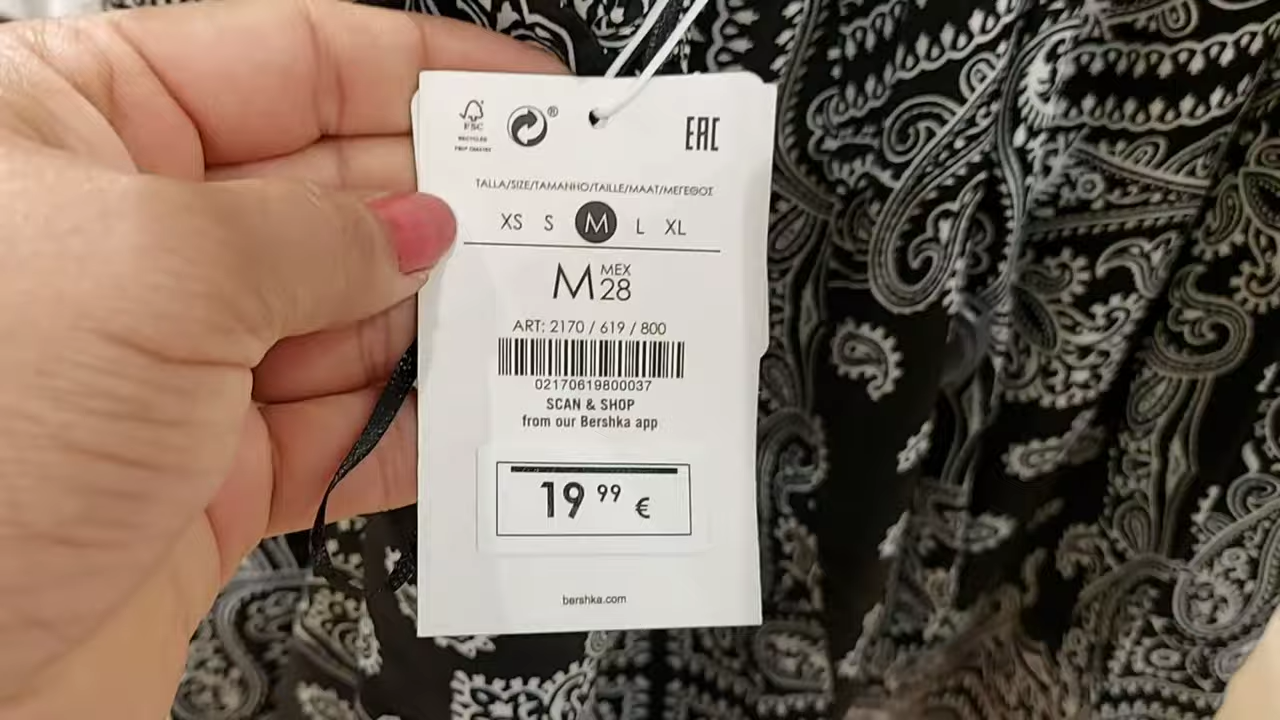 FSC
®
EAC
TALLA/SIZE/TAMANHO/TAILLE/MAAT/ΜΕΓΕΘΟΣ
XS S M L XL
M MEX 28
ART: 2170 / 619 / 800
02170619800037
SCAN & SHOP
from our Bershka app
19 99 €
bershka.com